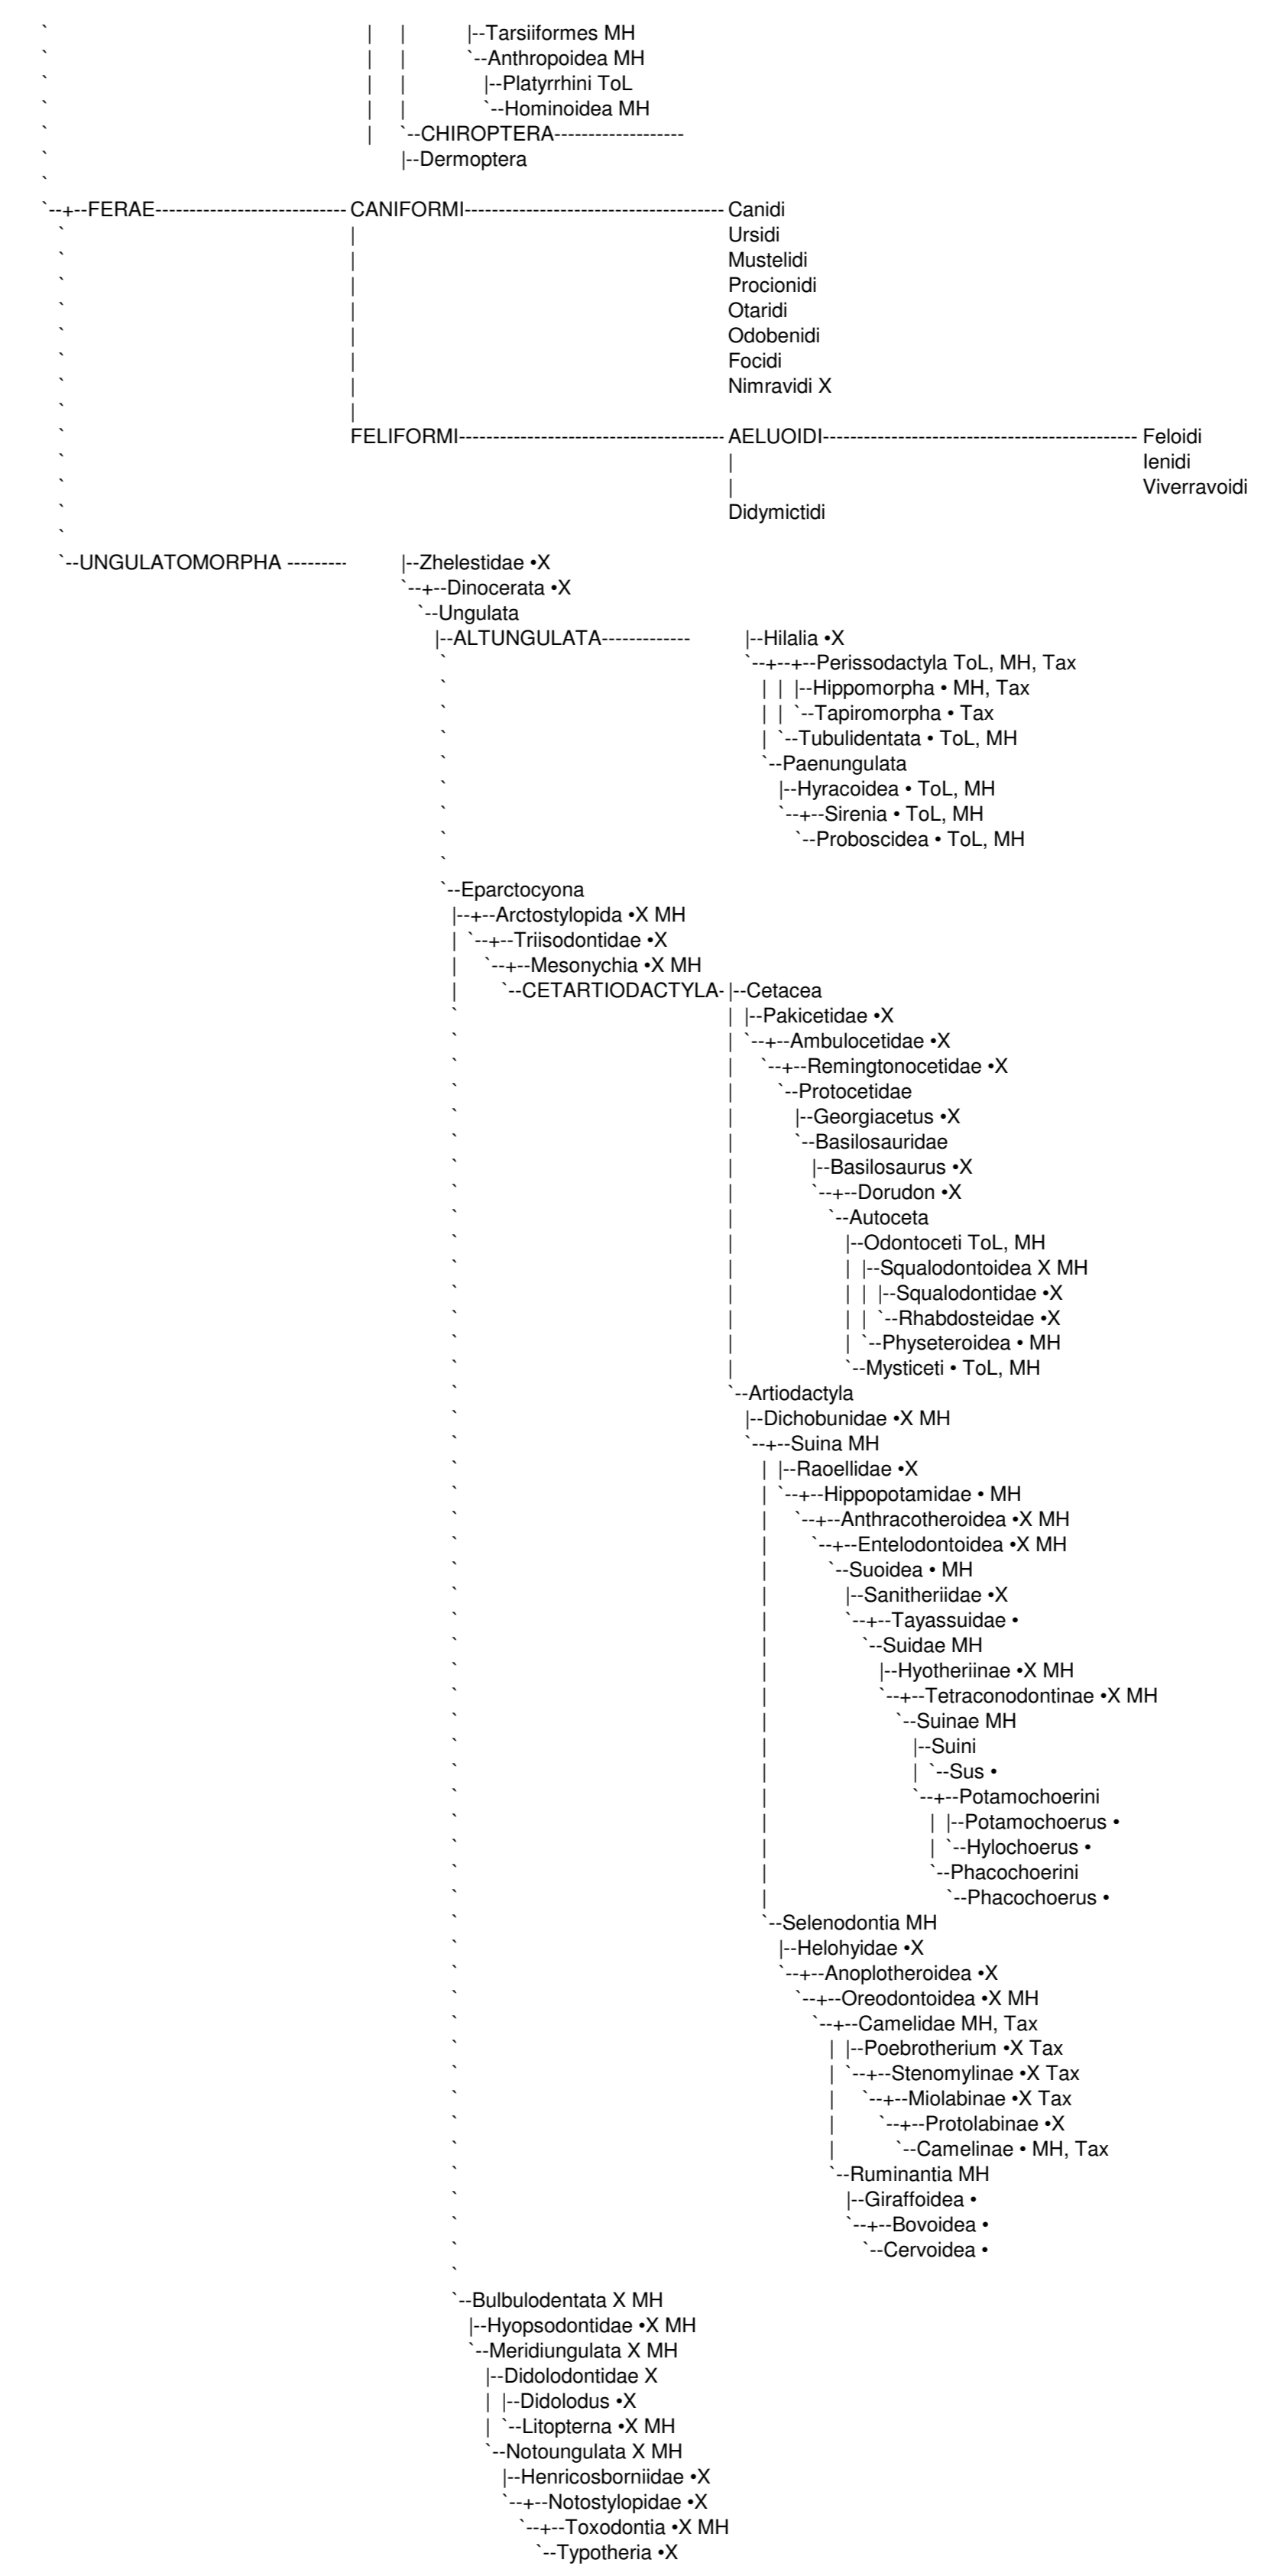 ` | | |--Tarsiiformes MH
` | | `--Anthropoidea MH
` | | |--Platyrrhini ToL
` | | `--Hominoidea MH
` | `--CHIROPTERA-------------------
` |--Dermoptera
`
`--+--FERAE---------------------------- CANIFORMI-------------------------------------- Canidi
` | Ursidi
` | Mustelidi
` | Procionidi
` | Otaridi
` | Odobenidi
` | Focidi
` | Nimravidi X
` |
` FELIFORMI--------------------------------------- AELUOIDI---------------------------------------------- Feloidi
` | Ienidi
` | Viverravoidi
` Didymictidi
`
`--UNGULATOMORPHA --------- |--Zhelestidae •X
`--+--Dinocerata •X
`--Ungulata
|--ALTUNGULATA------------- |--Hilalia •X
` `--+--+--Perissodactyla ToL, MH, Tax
` | | |--Hippomorpha • MH, Tax
` | | `--Tapiromorpha • Tax
` | `--Tubulidentata • ToL, MH
` `--Paenungulata
` |--Hyracoidea • ToL, MH
` `--+--Sirenia • ToL, MH
` `--Proboscidea • ToL, MH
`
`--Eparctocyona
|--+--Arctostylopida •X MH
| `--+--Triisodontidae •X
| `--+--Mesonychia •X MH
| `--CETARTIODACTYLA- |--Cetacea
` | |--Pakicetidae •X
` | `--+--Ambulocetidae •X
` | `--+--Remingtonocetidae •X
` | `--Protocetidae
` | |--Georgiacetus •X
` | `--Basilosauridae
` | |--Basilosaurus •X
` | `--+--Dorudon •X
` | `--Autoceta
` | |--Odontoceti ToL, MH
` | | |--Squalodontoidea X MH
` | | | |--Squalodontidae •X
` | | | `--Rhabdosteidae •X
` | | `--Physeteroidea • MH
` | `--Mysticeti • ToL, MH
` `--Artiodactyla
` |--Dichobunidae •X MH
` `--+--Suina MH
` | |--Raoellidae •X
` | `--+--Hippopotamidae • MH
` | `--+--Anthracotheroidea •X MH
` | `--+--Entelodontoidea •X MH
` | `--Suoidea • MH
` | |--Sanitheriidae •X
` | `--+--Tayassuidae •
` | `--Suidae MH
` | |--Hyotheriinae •X MH
` | `--+--Tetraconodontinae •X MH
` | `--Suinae MH
` | |--Suini
` | | `--Sus •
` | `--+--Potamochoerini
` | | |--Potamochoerus •
` | | `--Hylochoerus •
` | `--Phacochoerini
` | `--Phacochoerus •
` `--Selenodontia MH
` |--Helohyidae •X
` `--+--Anoplotheroidea •X
` `--+--Oreodontoidea •X MH
` `--+--Camelidae MH, Tax
` | |--Poebrotherium •X Tax
` | `--+--Stenomylinae •X Tax
` | `--+--Miolabinae •X Tax
` | `--+--Protolabinae •X
` | `--Camelinae • MH, Tax
` `--Ruminantia MH
` |--Giraffoidea •
` `--+--Bovoidea •
` `--Cervoidea •
`
`--Bulbulodentata X MH
|--Hyopsodontidae •X MH
`--Meridiungulata X MH
|--Didolodontidae X
| |--Didolodus •X
| `--Litopterna •X MH
`--Notoungulata X MH
|--Henricosborniidae •X
`--+--Notostylopidae •X
`--+--Toxodontia •X MH
`--Typotheria •X